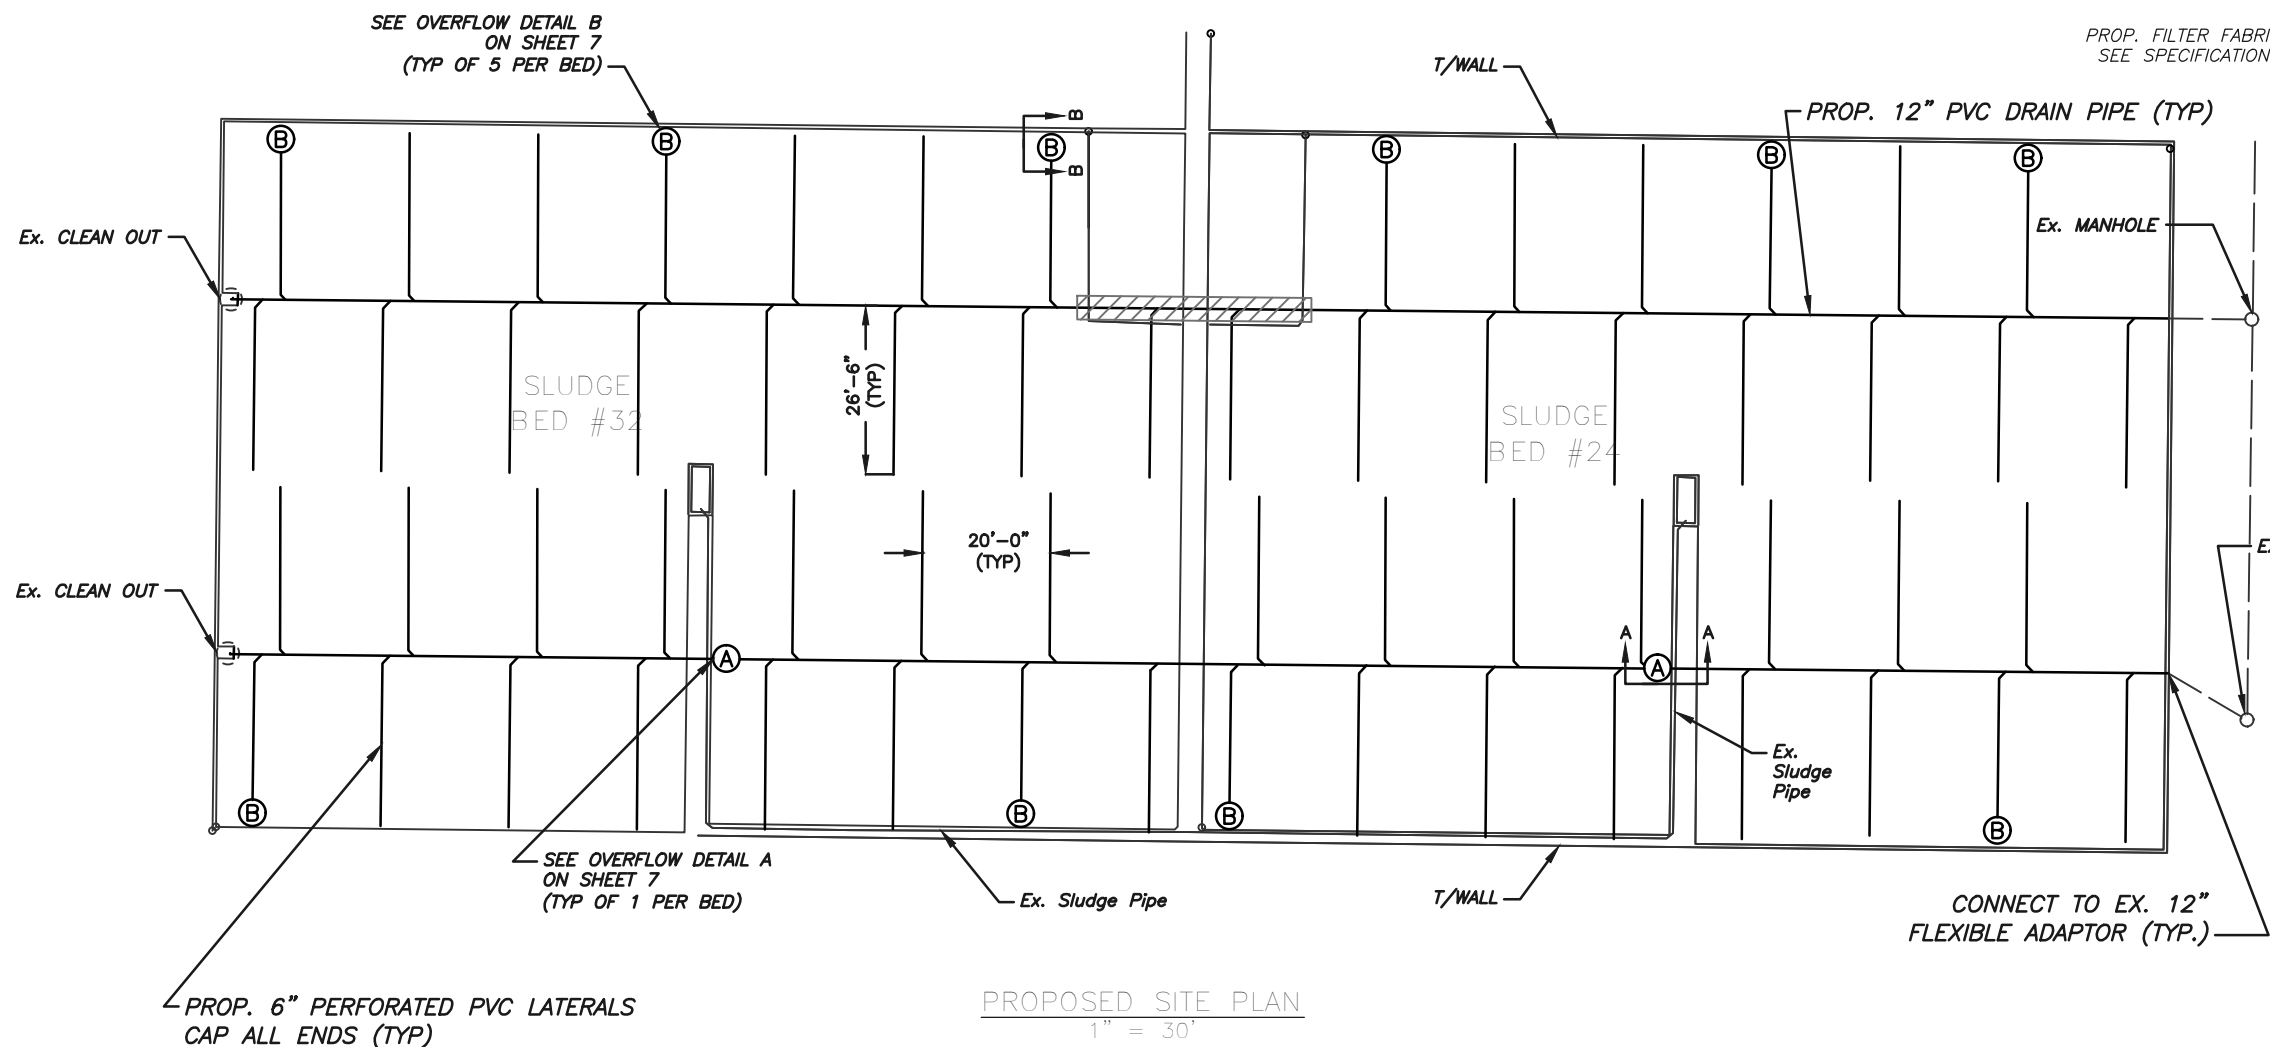 SEE OVERFLOW DETAIL B
ON SHEET 7
(TYP OF 5 PER BED)
T/WALL
PROP. FILTER FABRI
SEE SPECIFICATION
PROP. 12" PVC DRAIN PIPE (TYP)
B
B
B
B
B
B
B
B
Ex. CLEAN OUT
Ex. MANHOLE
26'-6"
(TYP)
SLUDGE
BED #32
SLUDGE
BED #24
20'-0"
(TYP)
Ex. CLEAN OUT
A
A
A
A
Ex.
Sludge
Pipe
B
B
B
B
SEE OVERFLOW DETAIL A
ON SHEET 7
(TYP OF 1 PER BED)
Ex. Sludge Pipe
T/WALL
CONNECT TO EX. 12"
FLEXIBLE ADAPTOR (TYP.)
PROP. 6" PERFORATED PVC LATERALS
CAP ALL ENDS (TYP)
PROPOSED SITE PLAN
1" = 30'